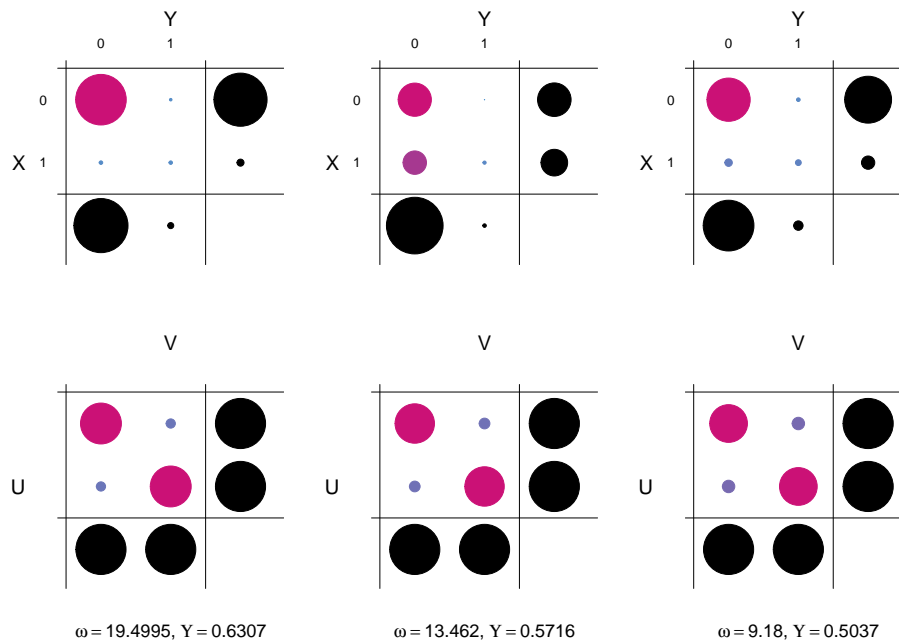 Y Y Y
0 1 0 1 0 1
0 0 0
X 1 X 1 X 1
V V V
U U U
ω = 19.4995, Υ = 0.6307 ω = 13.462, Υ = 0.5716 ω = 9.18, Υ = 0.5037